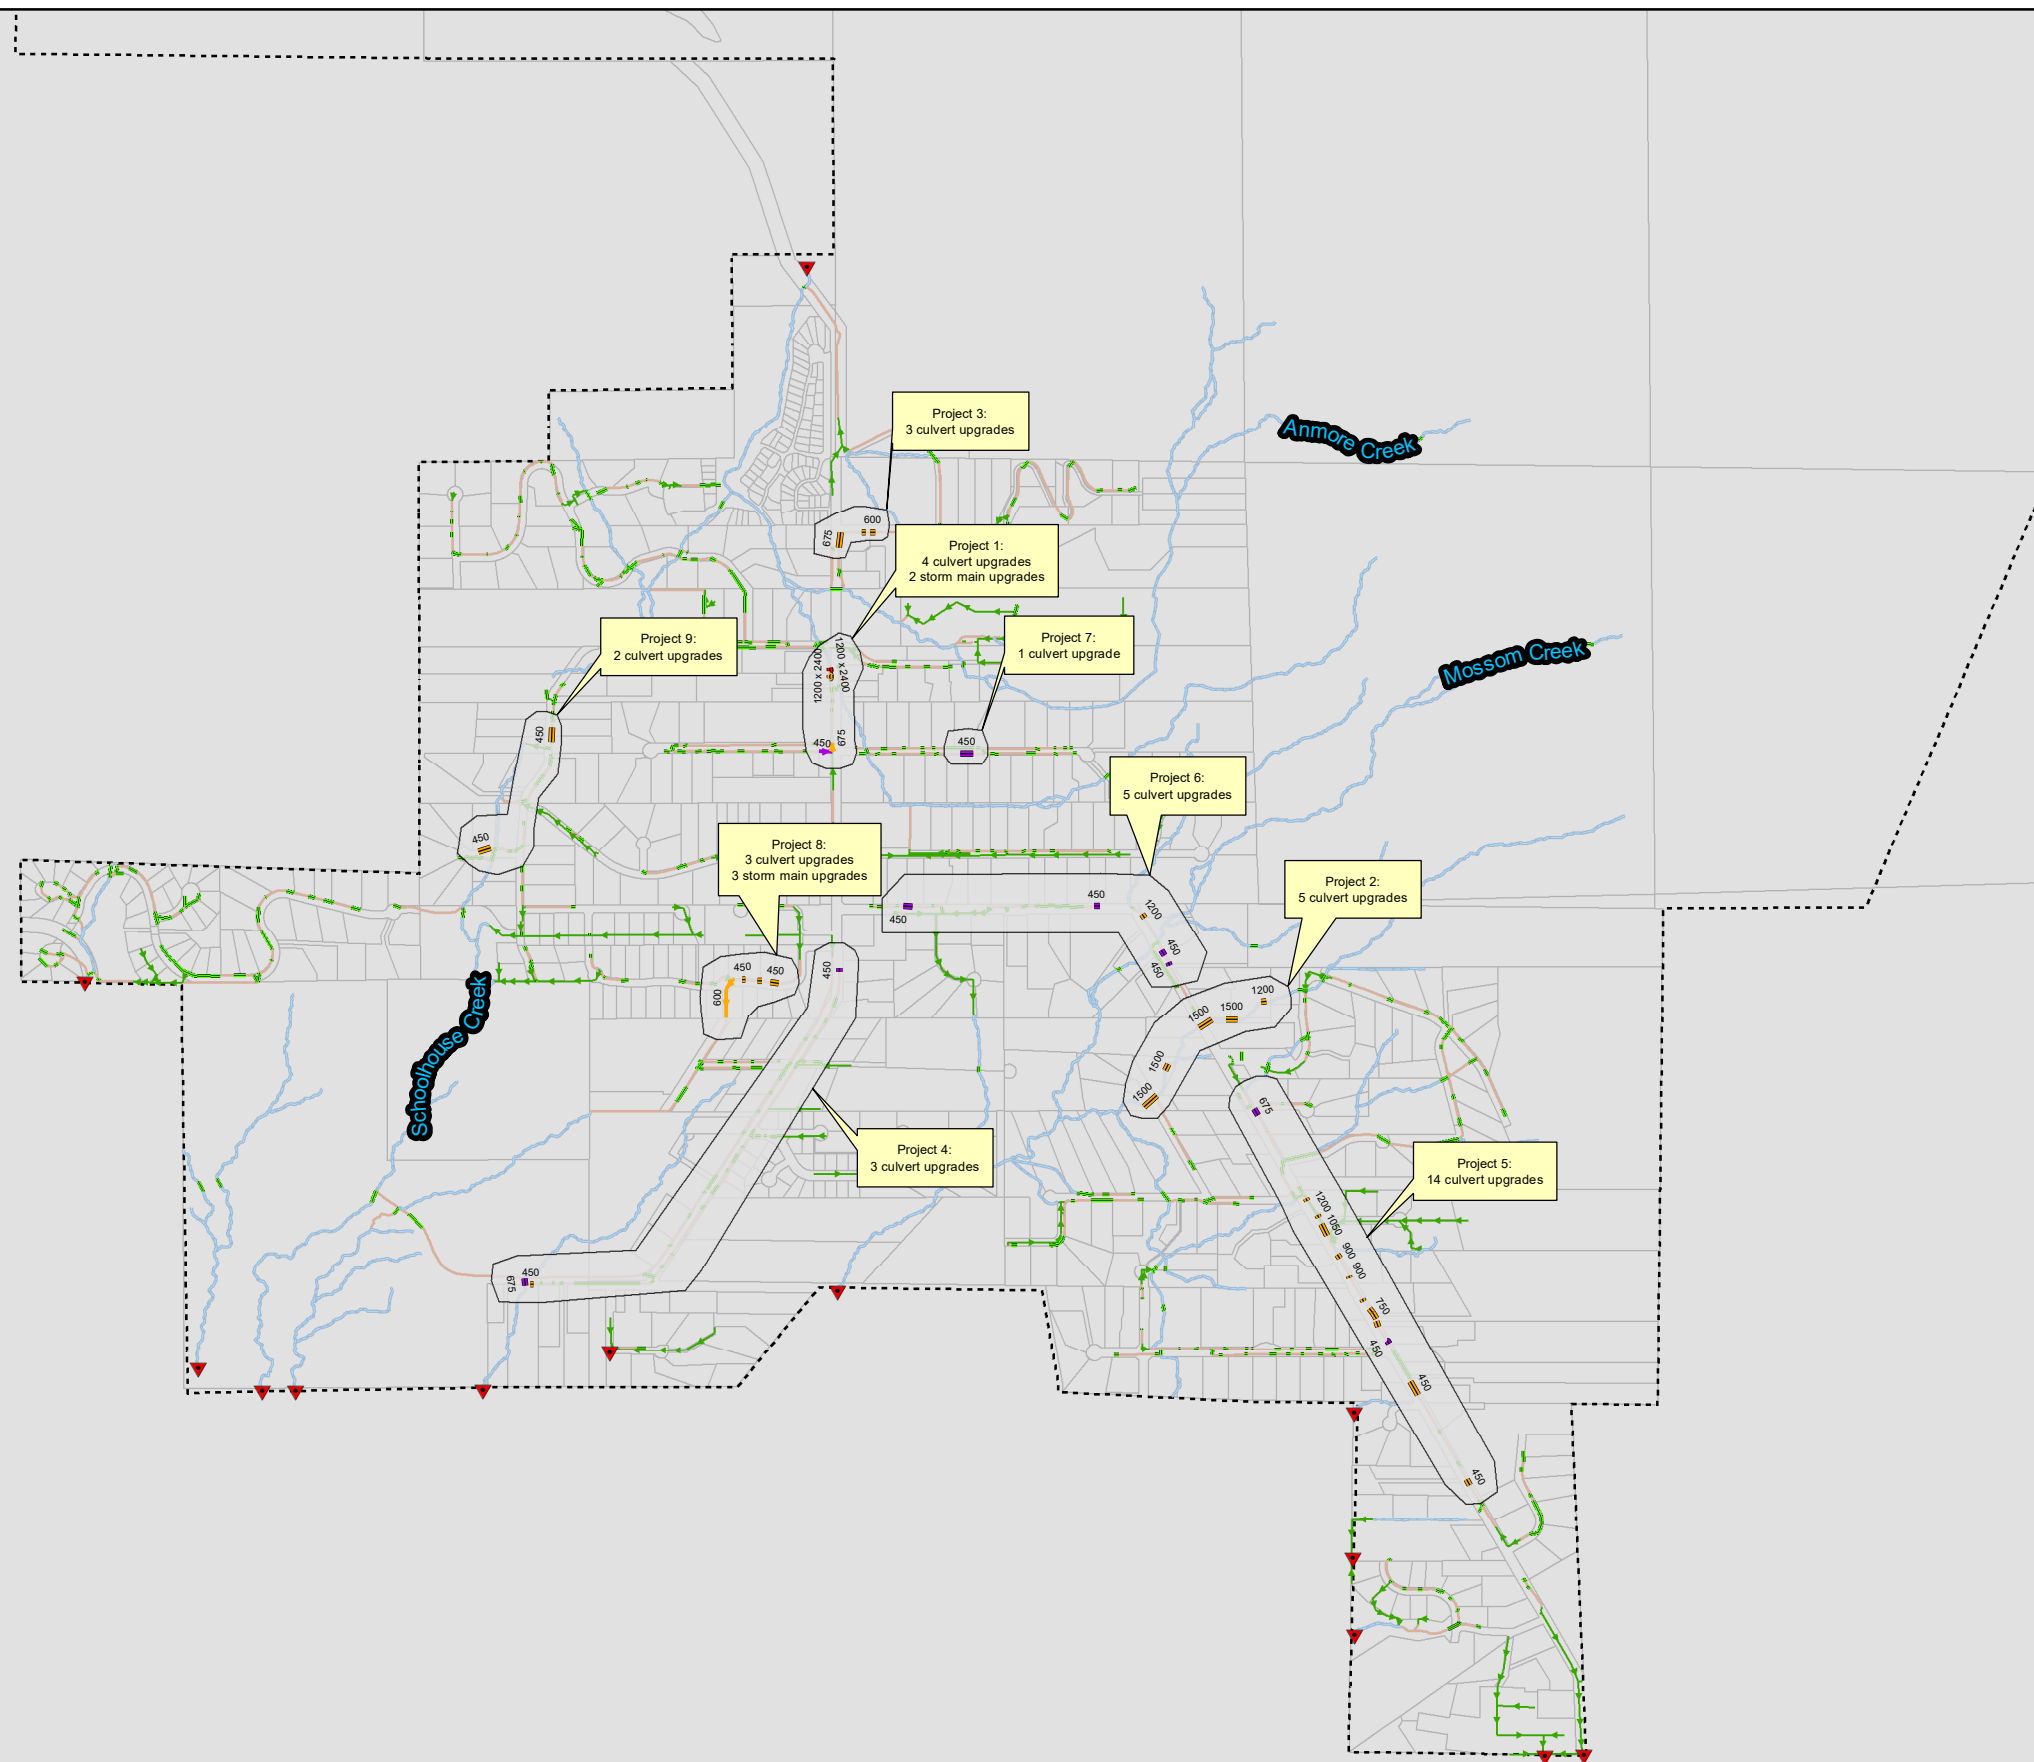 Project 3:
3 culvert upgrades
Anmore Creek
600
675
Project 1:
4 culvert upgrades
2 storm main upgrades
Project 9:
2 culvert upgrades
Project 7:
1 culvert upgrade
Mossom Creek
1200 x 2400
1200 x 2400
450
675
450
450
450
Project 6:
5 culvert upgrades
Project 8:
3 culvert upgrades
3 storm main upgrades
Project 2:
5 culvert upgrades
450
450
1200
450
450
450
450
600
450
1200
1500
1500
1500
1500
Schoolhouse Creek
675
Project 4:
3 culvert upgrades
Project 5:
14 culvert upgrades
1200
1050
900
900
750
450
450
450
675
450